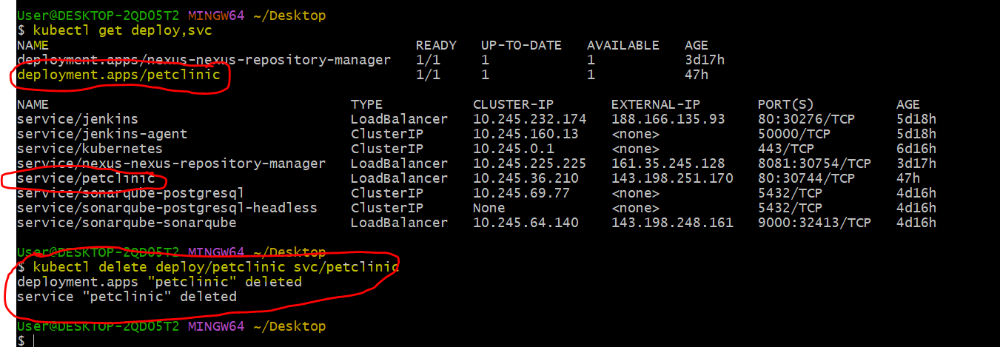 User@DESKTOP-2QD05T2 MINGW64 ~/Desktop
$ kubectl get deploy,svc
NAME READY UP-TO-DATE AVAILABLE AGE
deployment.apps/nexus-nexus-repository-manager 1/1 1 1 3d17h
deployment.apps/petclinic 1/1 1 1 47h
NAME TYPE CLUSTER-IP EXTERNAL-IP PORT(S) AGE
service/jenkins LoadBalancer 10.245.232.174 188.166.135.93 80:30276/TCP 5d18h
service/jenkins-agent ClusterIP 10.245.160.13 <none> 50000/TCP 5d18h
service/kubernetes ClusterIP 10.245.0.1 <none> 443/TCP 6d16h
service/nexus-nexus-repository-manager LoadBalancer 10.245.225.225 161.35.245.128 8081:30754/TCP 3d17h
service/petclinic LoadBalancer 10.245.36.210 143.198.251.170 80:30744/TCP 47h
service/sonarqube-postgresql ClusterIP 10.245.69.77 <none> 5432/TCP 4d16h
service/sonarqube-postgresql-headless ClusterIP None <none> 5432/TCP 4d16h
service/sonarqube-sonarqube LoadBalancer 10.245.64.140 143.198.248.161 9000:32413/TCP 4d16h
User@DESKTOP-2QD05T2 MINGW64 ~/Desktop
$ kubectl delete deploy/petclinic svc/petclinic
deployment.apps "petclinic" deleted
service "petclinic" deleted
User@DESKTOP-2QD05T2 MINGW64 ~/Desktop
$